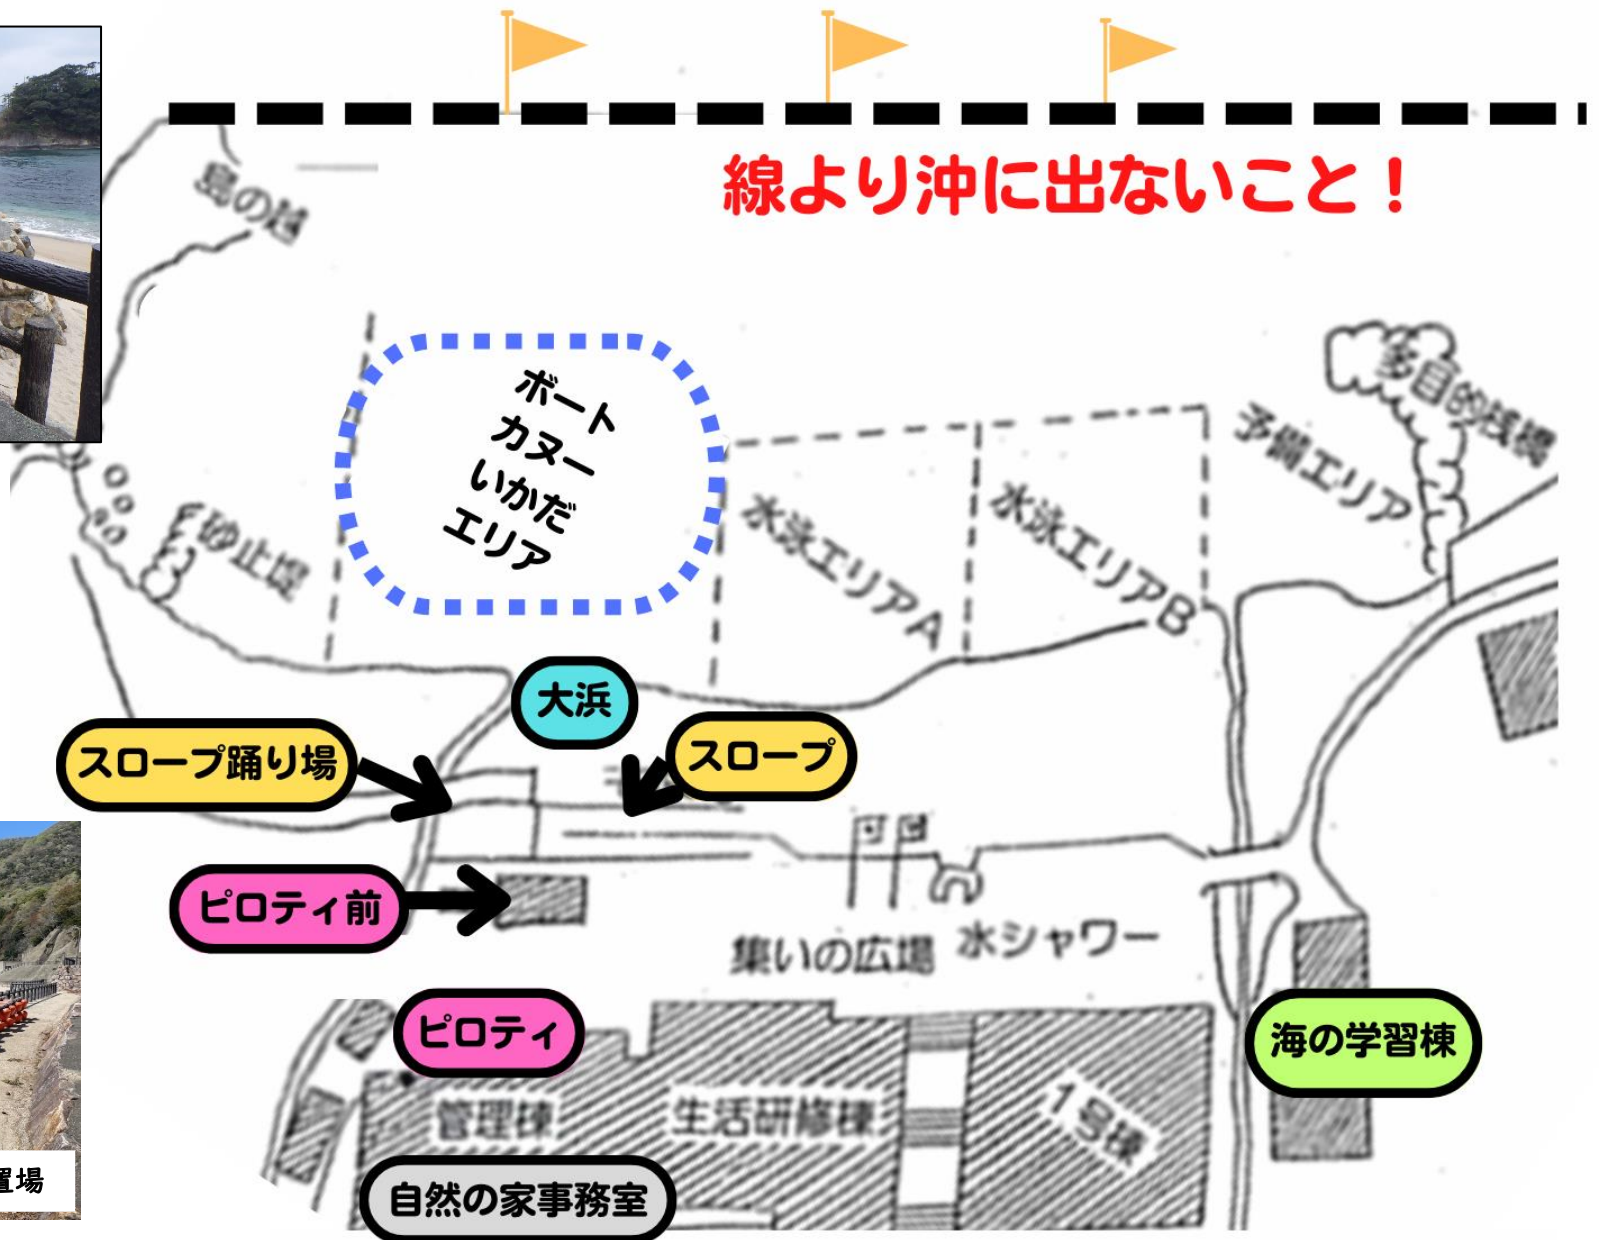 線より沖に出ないこと！
島の越
ボート
カヌー
いかだ
エリア
多目的桟橋
予備エリア
砂止堤
水泳エリアA
水泳エリアB
大浜
スロープ踊り場
スロープ
ピロティ前
集いの広場
水シャワー
ピロティ
海の学習棟
管理棟
生活研修棟
1号棟
置場
自然の家事務室